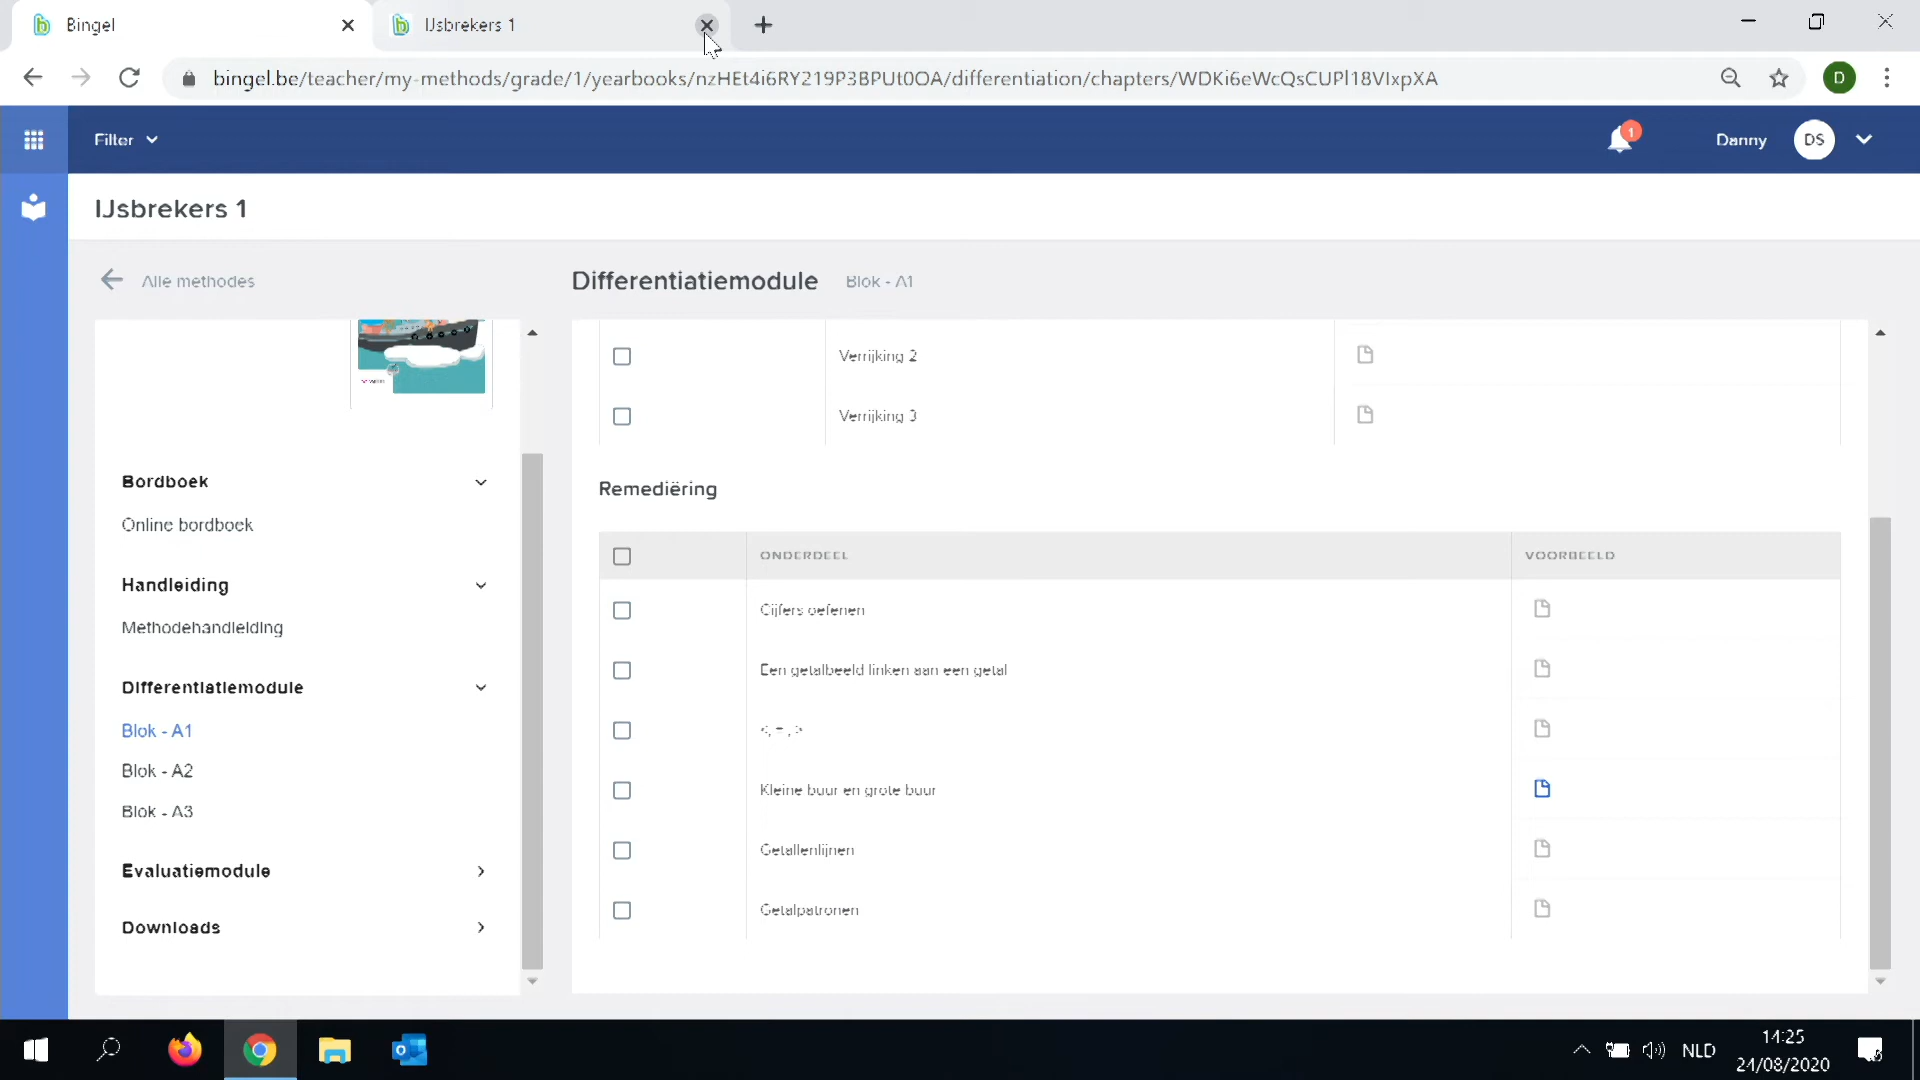 Bingel
IJsbrekers 1
bingel.be/teacher/my-methods/grade/1/yearbooks/nzHEt4i6RY219P3BPUt0OA/differentiation/chapters/WDKi6eWcQsCUPl18VIxpXA
D
Filter
1
Danny
DS
IJsbrekers 1
Alle methodes
Differentiatiemodule Blok - A1
Verrijking 2
Verrijking 3
Bordboek
Online bordboek
Handleiding
Methodehandleiding
Differentiatiemodule
Blok - A1
Blok - A2
Blok - A3
Evaluatiemodule
Downloads
Remediëring
ONDERDEEL VOORBEELD
Cijfers oefenen
Een getalbeeld linken aan een getal
<, = , >
Kleine buur en grote buur
Getallenlijnen
Getalpatronen
NLD
14:25
24/08/2020